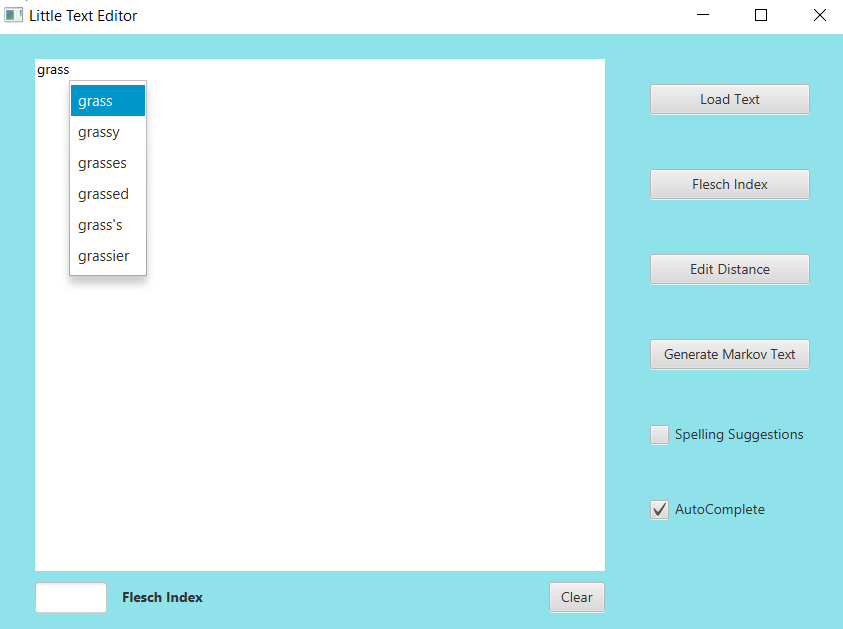 Little Text Editor
grass
grass
grassy
grasses
grassed
grass's
grassier
Load Text
Flesch Index
Edit Distance
Generate Markov Text
Spelling Suggestions
AutoComplete
Flesch Index
Clear